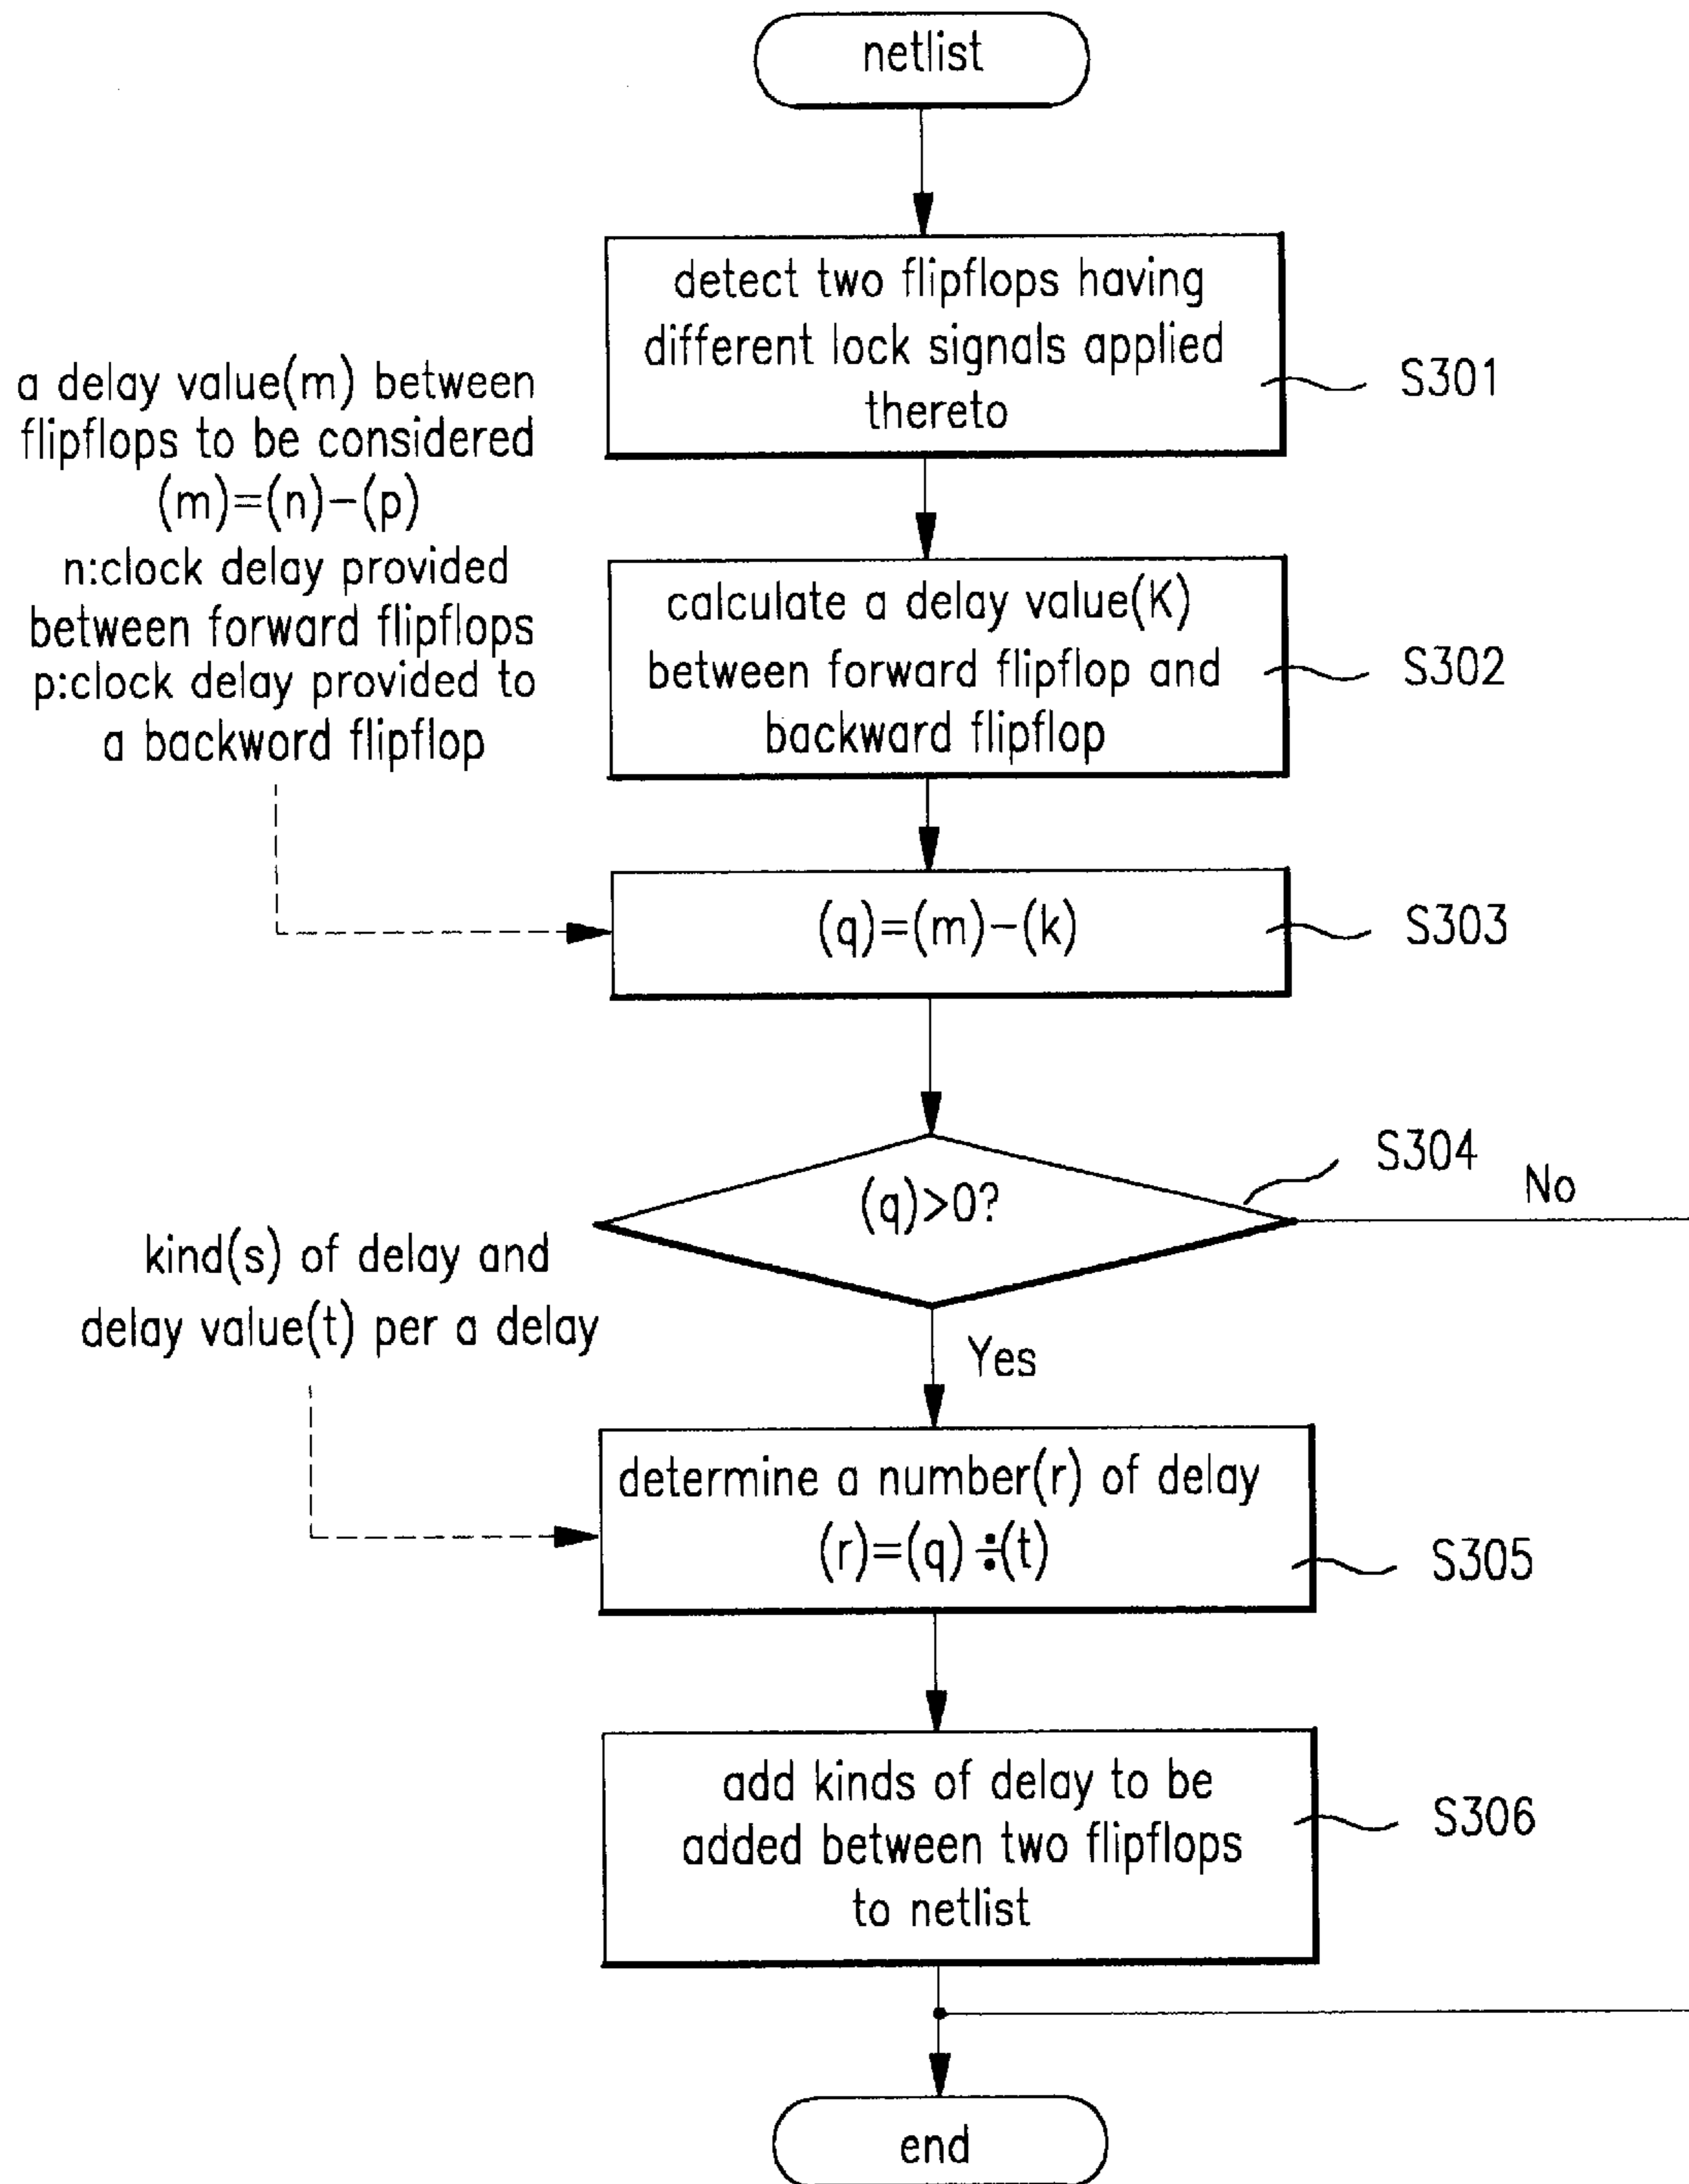 netlist
detect two flipflops having
different lock signals applied
thereto
S301
a delay value(m) between
flipflops to be considered
(m)=(n)-(p)
n:clock delay provided
between forward flipflops
p:clock delay provided to
a backword flipflop
calculate a delay value(K)
between forward flipflop and
backward flipflop
S302
(q)=(m)-(k)
S303
(q)>0?
S304
No
kind(s) of delay and
delay value(t) per a delay
Yes
determine a number(r) of delay
(r)=(q)÷(t)
S305
add kinds of delay to be
added between two flipflops
to netlist
S306
end